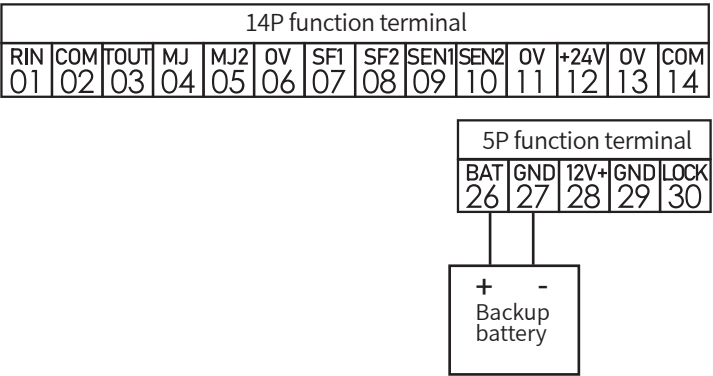 14P function terminal
RIN COM TOUT MJ MJ2 0V SF1 SF2 SEN1 SEN2 0V +24V 0V COM
01 02 03 04 05 06 07 08 09 10 11 12 13 14
5P function terminal
BAT GND 12V+ GND LOCK
26 27 28 29 30
+ -
Backup
battery